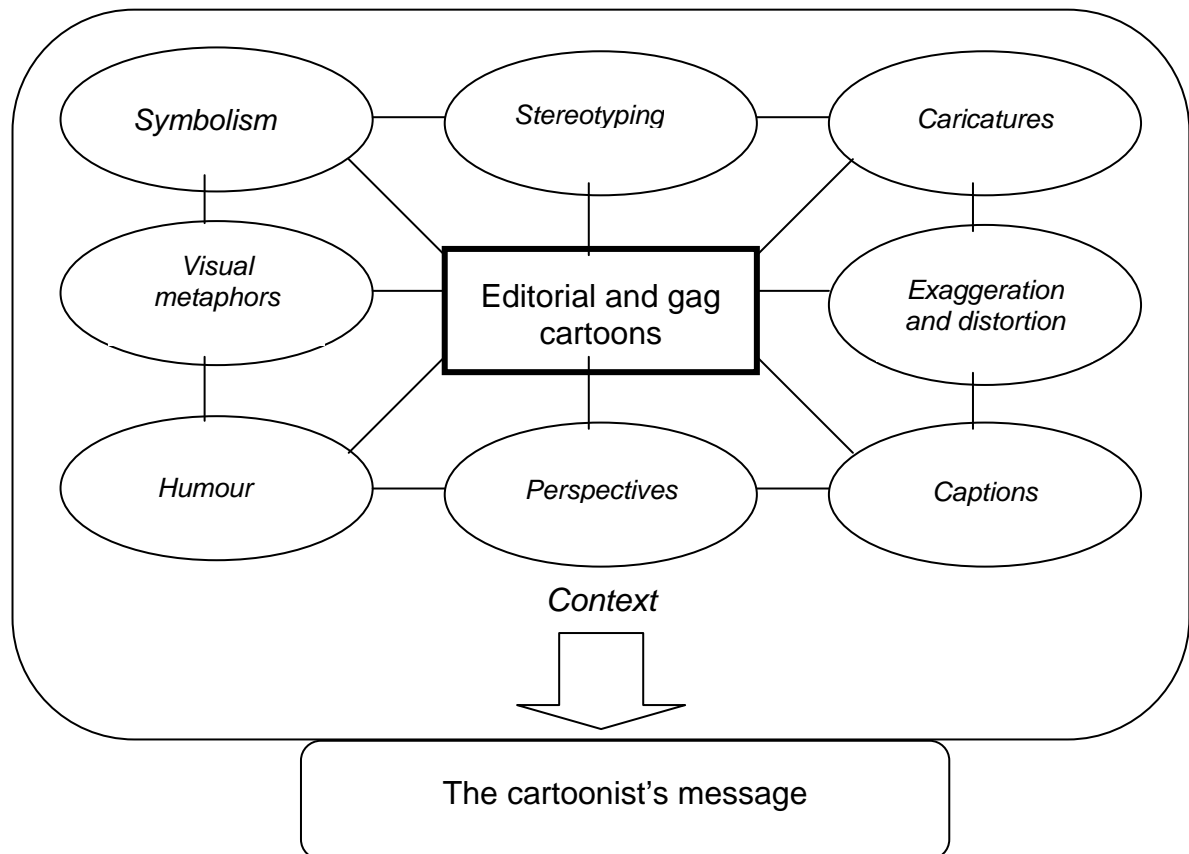 Symbolism
Stereotyping
Caricatures
Visual
metaphors
Editorial and gag
cartoons
Exaggeration
and distortion
Humour
Perspectives
Captions
Context
The cartoonist’s message